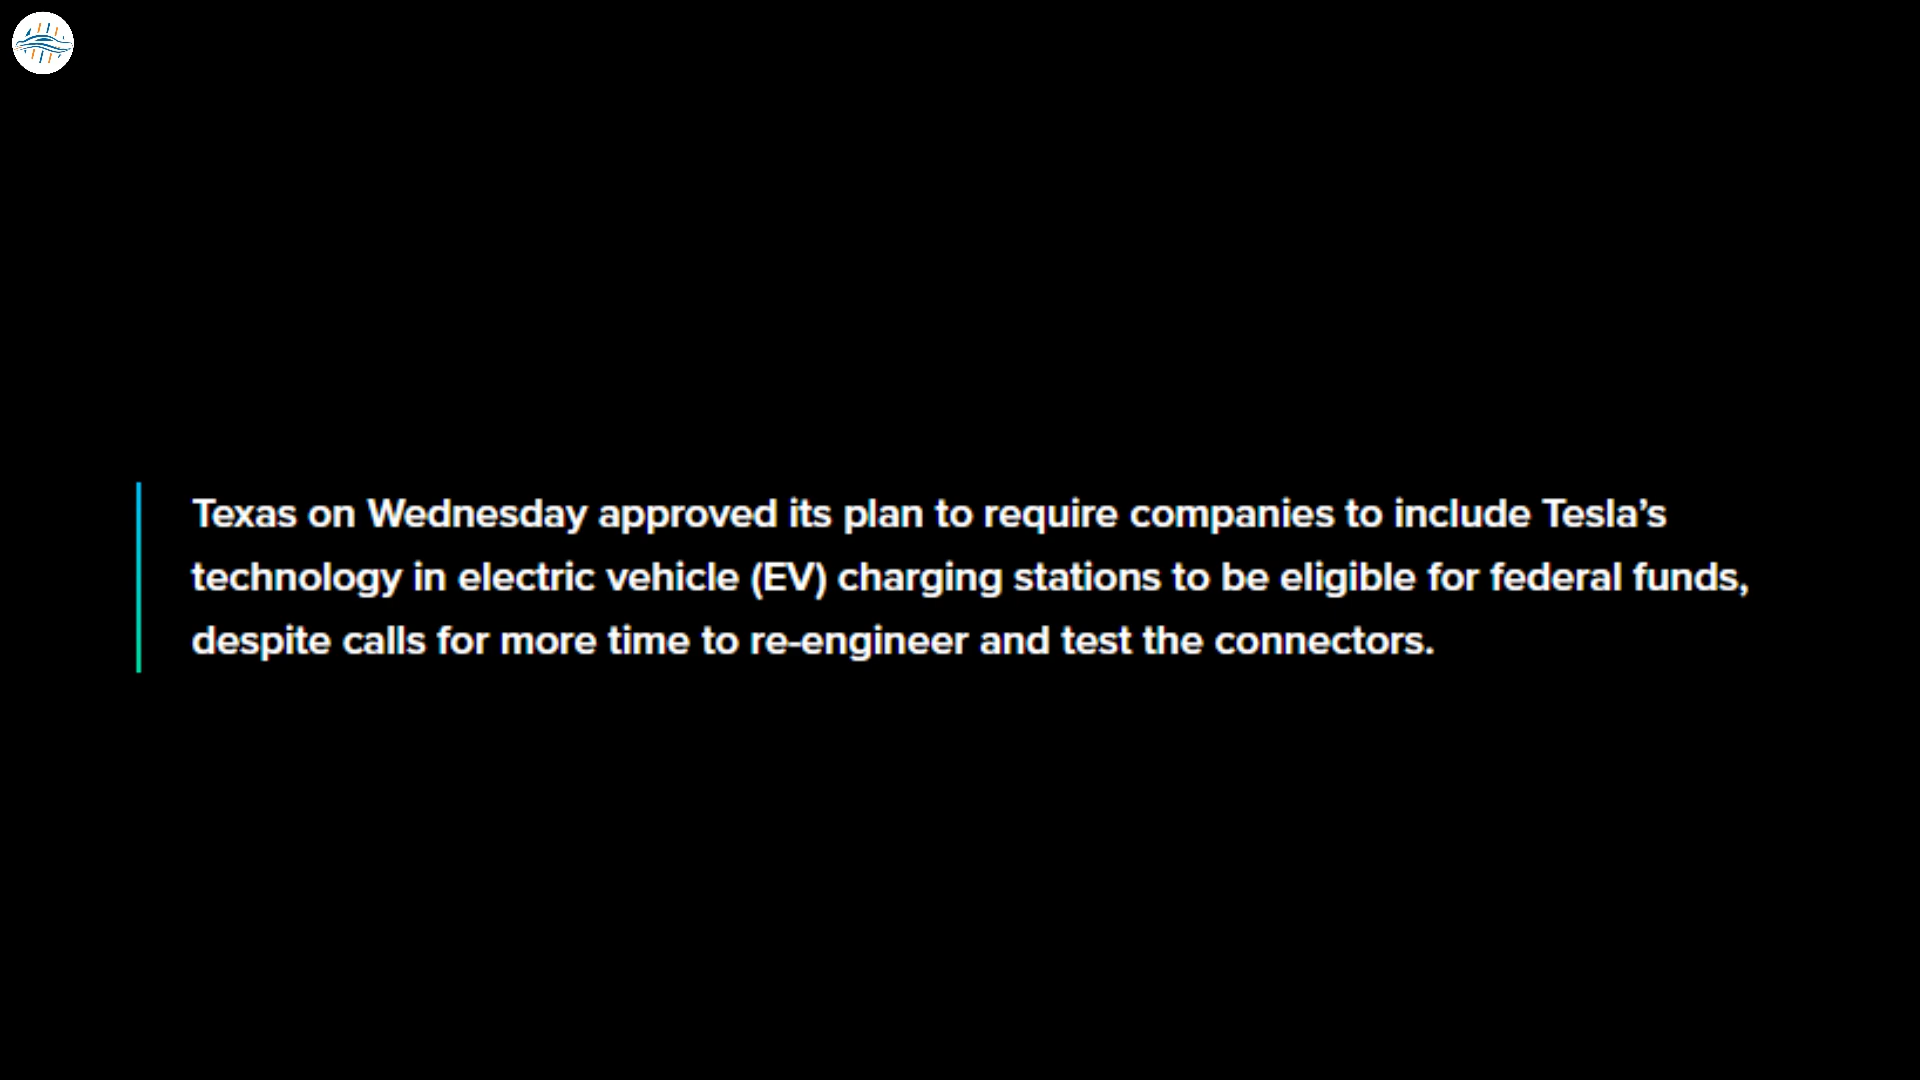 Texas on Wednesday approved its plan to require companies to include Tesla’s
technology in electric vehicle (EV) charging stations to be eligible for federal funds,
despite calls for more time to re-engineer and test the connectors.